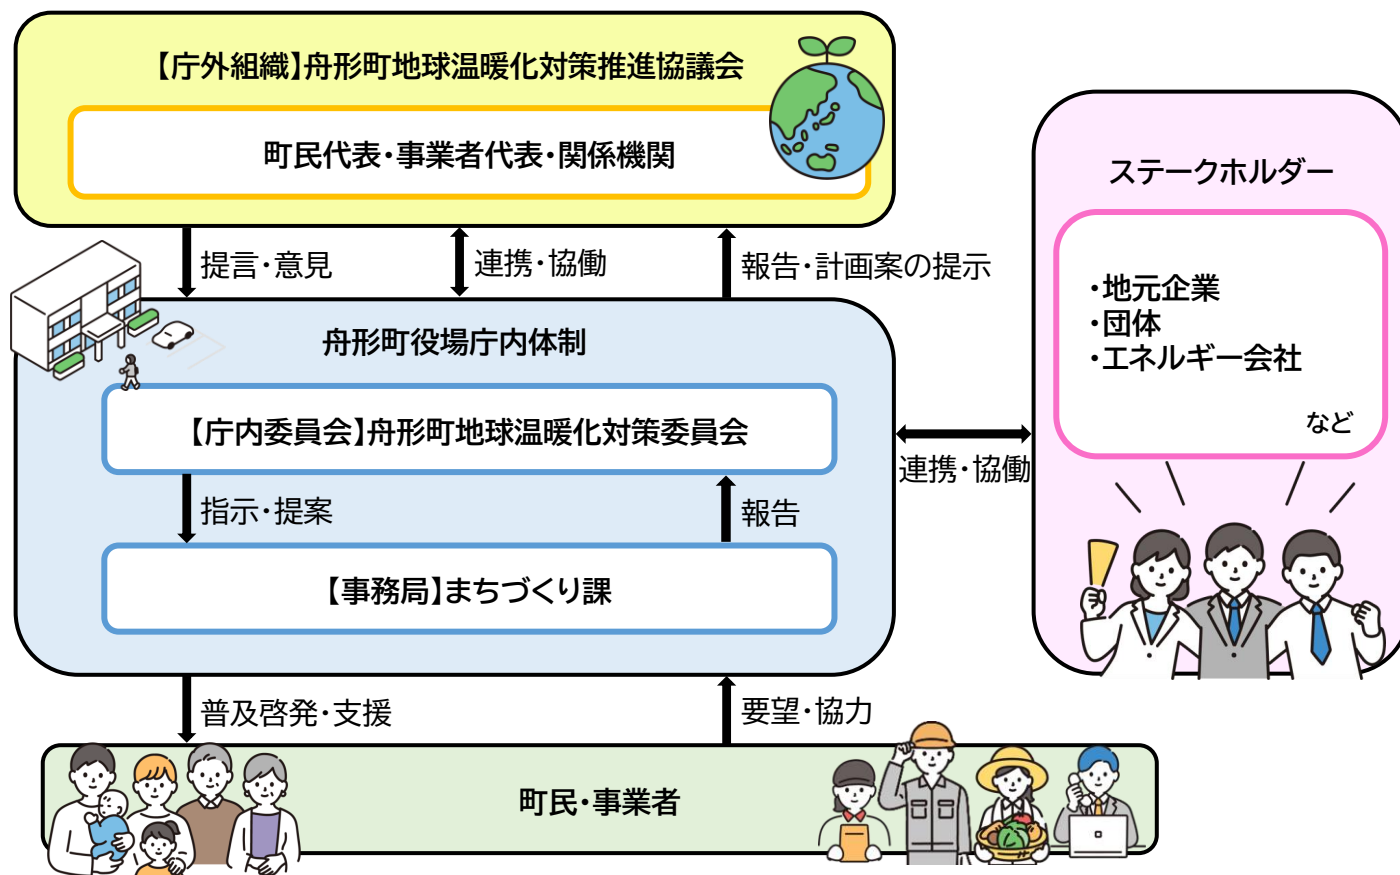 【庁外組織】舟形町地球温暖化対策推進協議会
町民代表・事業者代表・関係機関
提言・意見
連携・協働
報告・計画案の提示
舟形町役場庁内体制
【庁内委員会】舟形町地球温暖化対策委員会
指示・提案
報告
【事務局】まちづくり課
普及啓発・支援
要望・協力
町民・事業者
連携・協働
ステークホルダー
・地元企業
・団体
・エネルギー会社
など